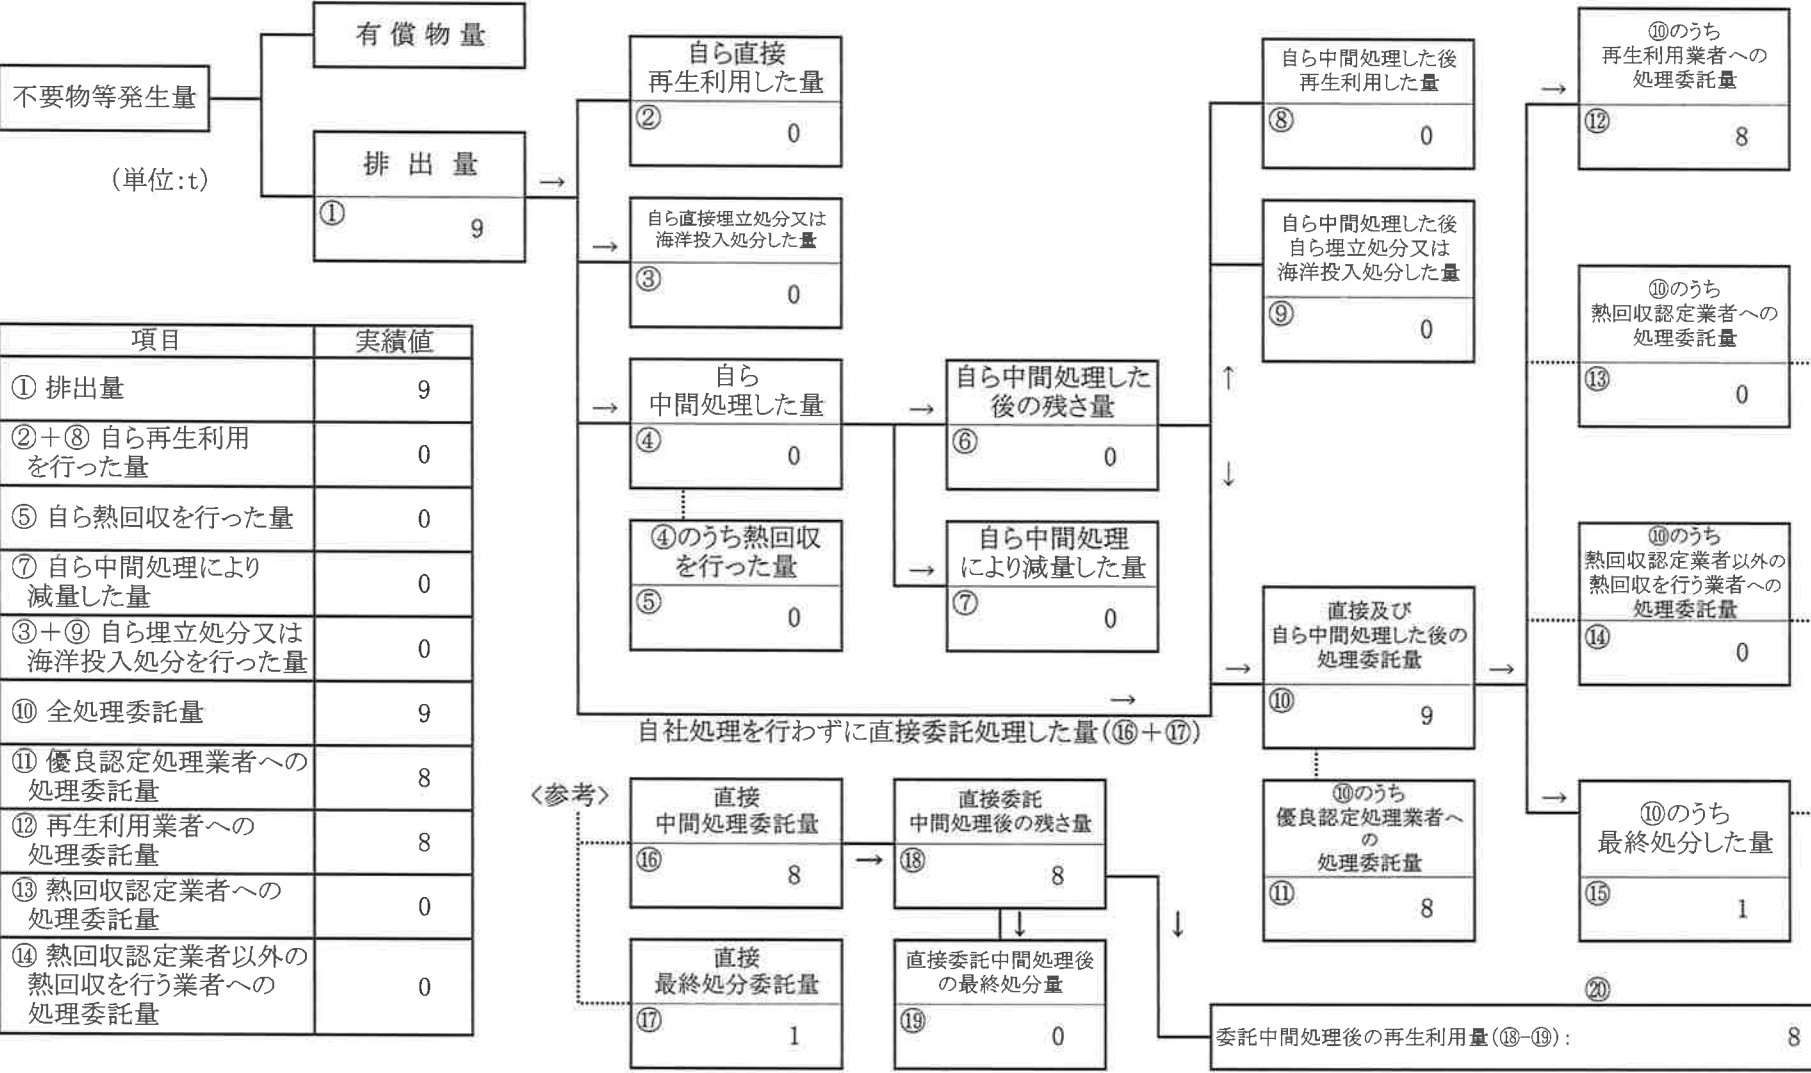 有償物量
不要物等発生量
(単位:t)
排出量
①
9
→
自ら直接
再生利用した量
②
0
→
自ら直接埋立処分又は
海洋投入処分した量
③
0
→
自ら
中間処理した量
④
0
④のうち熱回収
を行った量
⑤
0
→
自ら中間処理した
後の残さ量
⑥
0
→
自ら中間処理
により減量した量
⑦
0
↑
↓
自ら中間処理した後
再生利用した量
⑧
0
自ら中間処理した後
自ら埋立処分又は
海洋投入処分した量
⑨
0
→
直接及び
自ら中間処理した後の
処理委託量
⑩
9
→
⑩のうち
優良認定処理業者へ
の
処理委託量
⑪
8
→
⑩のうち
再生利用業者への
処理委託量
⑫
8
⑩のうち
熱回収認定業者への
処理委託量
⑬
0
⑩のうち
熱回収認定業者以外の
熱回収を行う業者への
処理委託量
⑭
0
→
⑩のうち
最終処分した量
⑮
1
→
自社処理を行わずに直接委託処理した量(⑯+⑰)
<参考>
直接
中間処理委託量
⑯
8
→
直接委託
中間処理後の残さ量
⑱
8
↓
↓
直接
最終処分委託量
⑰
1
直接委託中間処理後
の最終処分量
⑲
0
⑳
委託中間処理後の再生利用量(⑱-⑲):
8
項目 実績値
① 排出量 9
②+⑧ 自ら再生利用
を行った量 0
⑤ 自ら熱回収を行った量 0
⑦ 自ら中間処理により
減量した量 0
③+⑨ 自ら埋立処分又は
海洋投入処分を行った量 0
⑩ 全処理委託量 9
⑪ 優良認定処理業者への
処理委託量 8
⑫ 再生利用業者への
処理委託量 8
⑬ 熱回収認定業者への
処理委託量 0
⑭ 熱回収認定業者以外の
熱回収を行う業者への
処理委託量 0